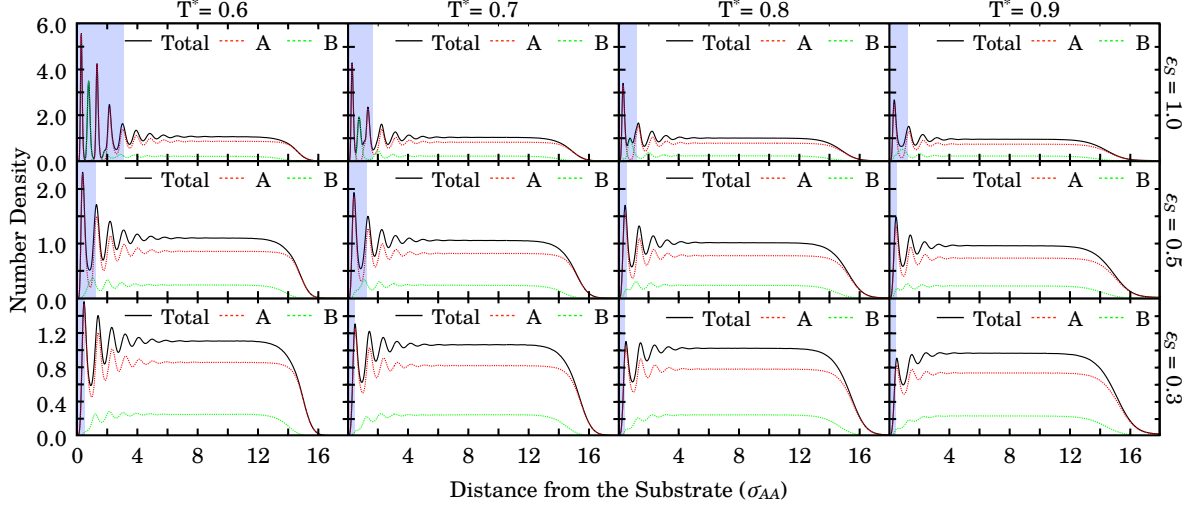 T* = 0.6 T* = 0.7 T* = 0.8 T* = 0.9
6.0 Total A B Total A B Total A B Total A B
4.0
2.0
0.0
εS = 1.0
2.0 Total A B Total A B Total A B Total A B
1.0
0.0
εS = 0.5
Total A B Total A B Total A B Total A B
1.2
0.8
0.4
0.0
εS = 0.3
Number Density
0 4 8 12 16 4 8 12 16 4 8 12 16 4 8 12 16
Distance from the Substrate (σAA)